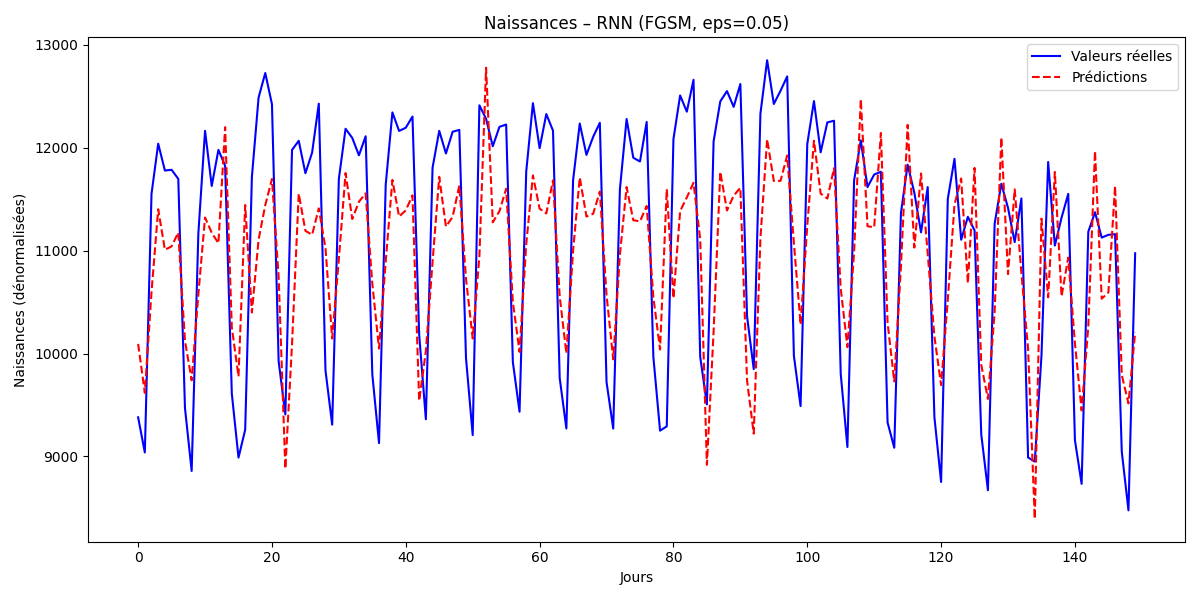 Naissances – RNN (FGSM, eps=0.05)
Valeurs réelles
Prédictions
Naissances (dénormalisées)
13000
12000
11000
10000
9000
0 20 40 60 80 100 120 140
Jours